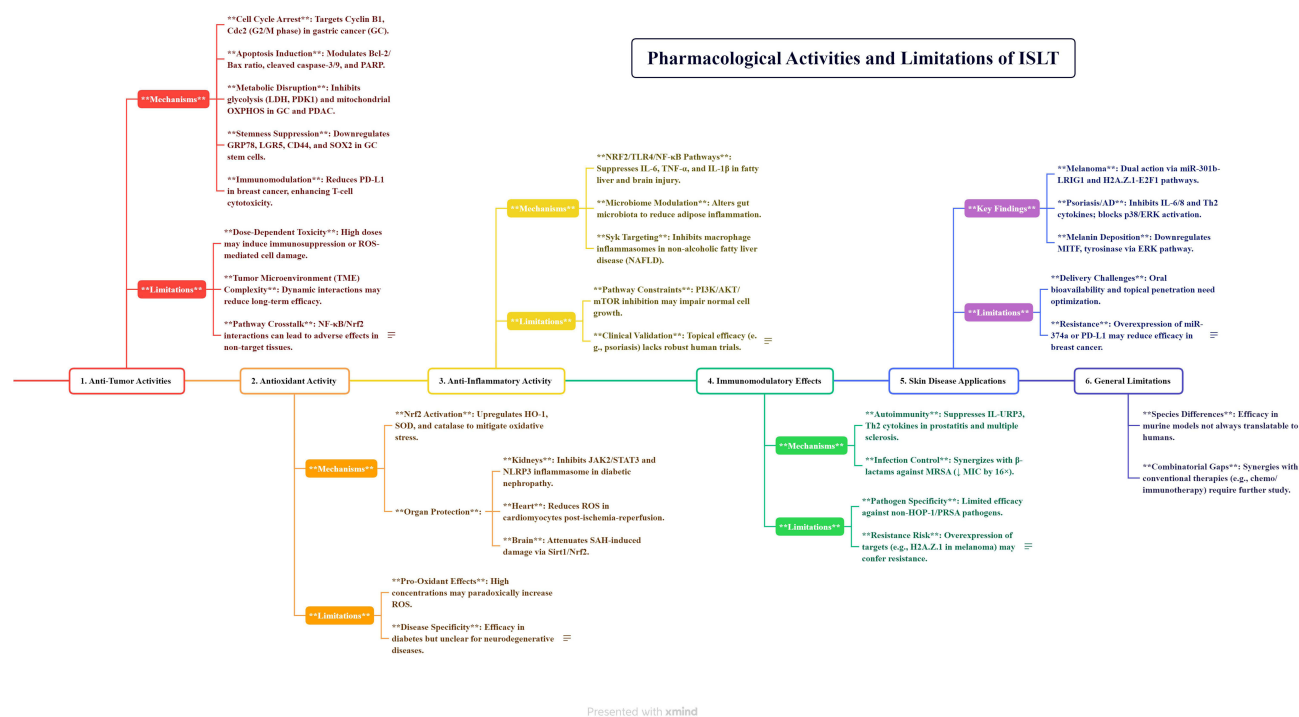 Pharmacological Activities and Limitations of ISLT
**Cell Cycle Arrest**: Targets Cyclin B1,
Cdc2 (G2/M phase) in gastric cancer (GC).
**Apoptosis Induction**: Modulates Bcl-2/
Bax ratio, cleaved caspase-3/9, and PARP.
**Mechanisms**
**Metabolic Disruption**: Inhibits
glycolysis (LDH, PDK1) and mitochondrial
OXPHOS in GC and PDAC.
**Stemness Suppression**: Downregulates
GRP78, LGR5, CD44, and SOX2 in GC
stem cells.
**Immunomodulation**: Reduces PD-L1
in breast cancer, enhancing T-cell
cytotoxicity.
**Dose-Dependent Toxicity**: High doses
may induce immunosuppression or ROS-
mediated cell damage.
**Limitations**
**Tumor Microenvironment (TME)
Complexity**: Dynamic interactions may
reduce long-term efficacy.
**Pathway Crosstalk**: NF-κB/Nrf2
interactions can lead to adverse effects in
non-target tissues.
**NRF2/TLR4/NF-κB Pathways**:
Suppresses IL-6, TNF-α, and IL-1β in fatty
liver and brain injury.
**Mechanisms**
**Microbiome Modulation**: Alters gut
microbiota to reduce adipose inflammation.
**Syk Targeting**: Inhibits macrophage
inflammasomes in non-alcoholic fatty liver
disease (NAFLD).
**Pathway Constraints**: PI3K/AKT/
mTOR inhibition may impair normal cell
growth.
**Limitations**
**Clinical Validation**: Topical efficacy (e.
g., psoriasis) lacks robust human trials.
**Melanoma**: Dual action via miR-301b-
LRIG1 and H2A.Z.1-E2F1 pathways.
**Key Findings**
**Psoriasis/AD**: Inhibits IL-6/8 and Th2
cytokines; blocks p38/ERK activation.
**Melanin Deposition**: Downregulates
MITF, tyrosinase via ERK pathway.
**Delivery Challenges**: Oral
bioavailability and topical penetration need
optimization.
**Limitations**
**Resistance**: Overexpression of miR-
374a or PD-L1 may reduce efficacy in
breast cancer.
1. Anti-Tumor Activities
2. Antioxidant Activity
3. Anti-Inflammatory Activity
4. Immunomodulatory Effects
5. Skin Disease Applications
6. General Limitations
**Nrf2 Activation**: Upregulates HO-1,
SOD, and catalase to mitigate oxidative
stress.
**Mechanisms**
**Organ Protection**:
**Kidneys**: Inhibits JAK2/STAT3 and
NLRP3 inflammasome in diabetic
nephropathy.
**Heart**: Reduces ROS in
cardiomyocytes post-ischemia-reperfusion.
**Brain**: Attenuates SAH-induced
damage via Sirt1/Nrf2.
**Pro-Oxidant Effects**: High
concentrations may paradoxically increase
ROS.
**Limitations**
**Disease Specificity**: Efficacy in
diabetes but unclear for neurodegenerative
diseases.
**Autoimmunity**: Suppresses IL-URP3,
Th2 cytokines in prostatitis and multiple
sclerosis.
**Mechanisms**
**Infection Control**: Synergizes with β-
lactams against MRSA (↓ MIC by 16×).
**Pathogen Specificity**: Limited efficacy
against non-HOP-1/PRSA pathogens.
**Limitations**
**Resistance Risk**: Overexpression of
targets (e.g., H2A.Z.1 in melanoma) may
confer resistance.
**Species Differences**: Efficacy in
murine models not always translatable to
humans.
**Combinatorial Gaps**: Synergies with
conventional therapies (e.g., chemo/
immunotherapy) require further study.
Presented with xmind